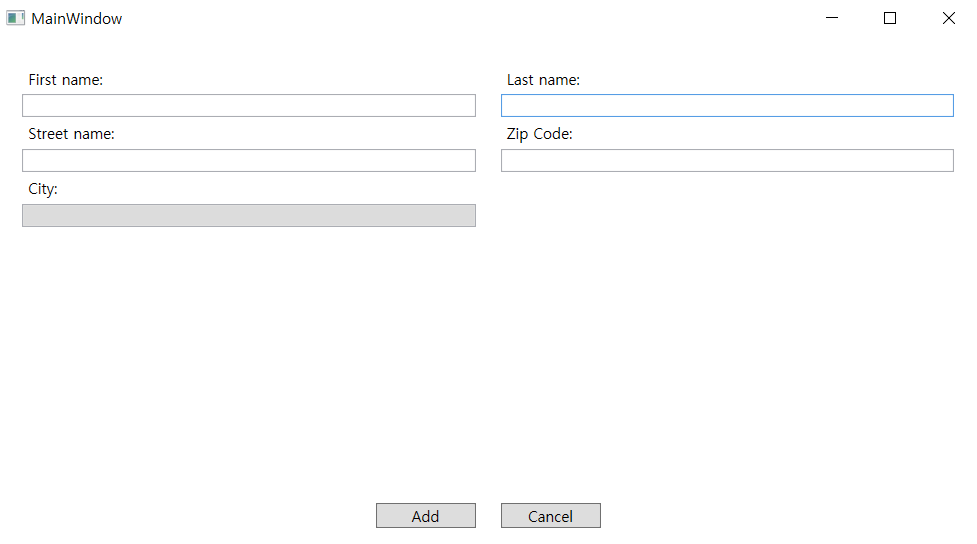 MainWindow
First name:
Last name:
Street name:
Zip Code:
City:
Add
Cancel